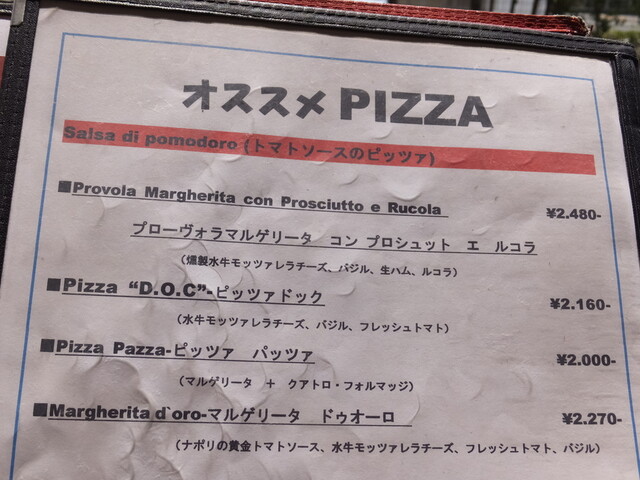 オススメ PIZZA
Salsa di pomodoro (トマトソースのピッツァ)
■Provola Margherita con Prosciutto e Rucola ¥2.480-
プローヴォラマルゲリータ コン プロシュット エ ルコラ
(燻製水牛モッツァレラチーズ、バジル、生ハム、ルコラ)
■Pizza “D.O.C”-ピッツァドック ¥2.160-
(水牛モッツァレラチーズ、バジル、フレッシュトマト)
■Pizza Pazza-ピッツァ パッツァ ¥2.000-
(マルゲリータ + クアトロ・フォルマッジ)
■Margherita d`oro-マルゲリータ ドゥオーロ ¥2.270-
(ナポリの黄金トマトソース、水牛モッツァレラチーズ、フレッシュトマト、バジル)